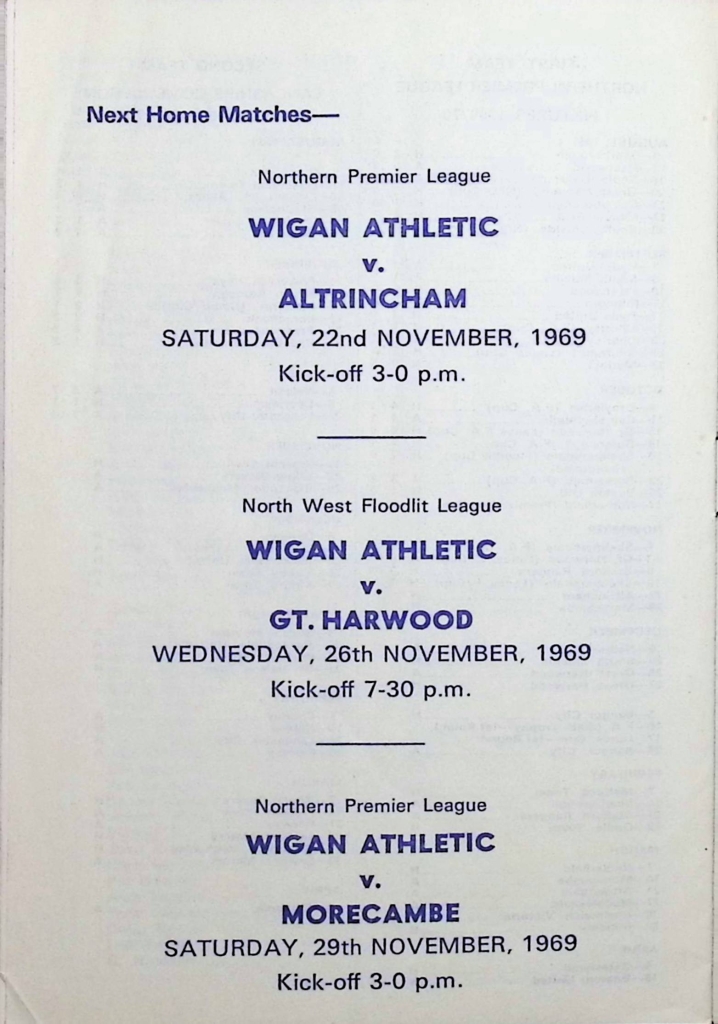 Next Home Matches—
Northern Premier League
WIGAN ATHLETIC
v.
ALTRINCHAM
SATURDAY, 22nd NOVEMBER, 1969
Kick-off 3-0 p.m.
North West Floodlit League
WIGAN ATHLETIC
v.
GT. HARWOOD
WEDNESDAY, 26th NOVEMBER, 1969
Kick-off 7-30 p.m.
Northern Premier League
WIGAN ATHLETIC
v.
MORECAMBE
SATURDAY, 29th NOVEMBER, 1969
Kick-off 3-0 p.m.